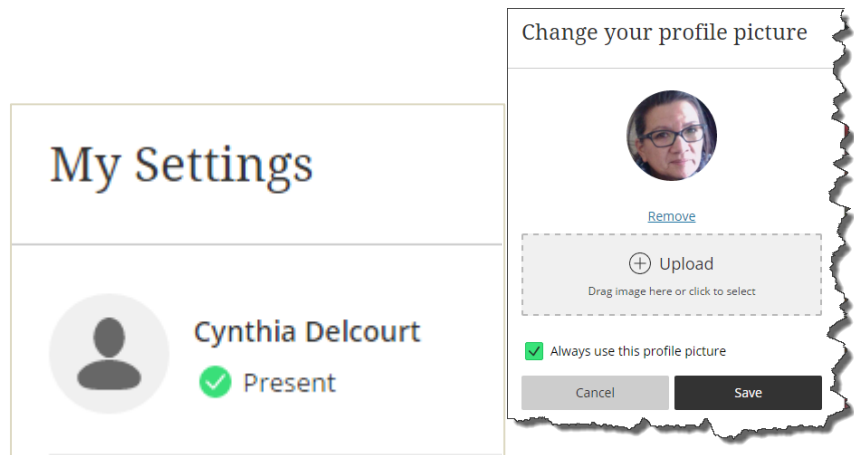 My Settings
Cynthia Delcourt
Present
Change your profile picture
Remove
Upload
Drag image here or click to select
Always use this profile picture
Cancel
Save